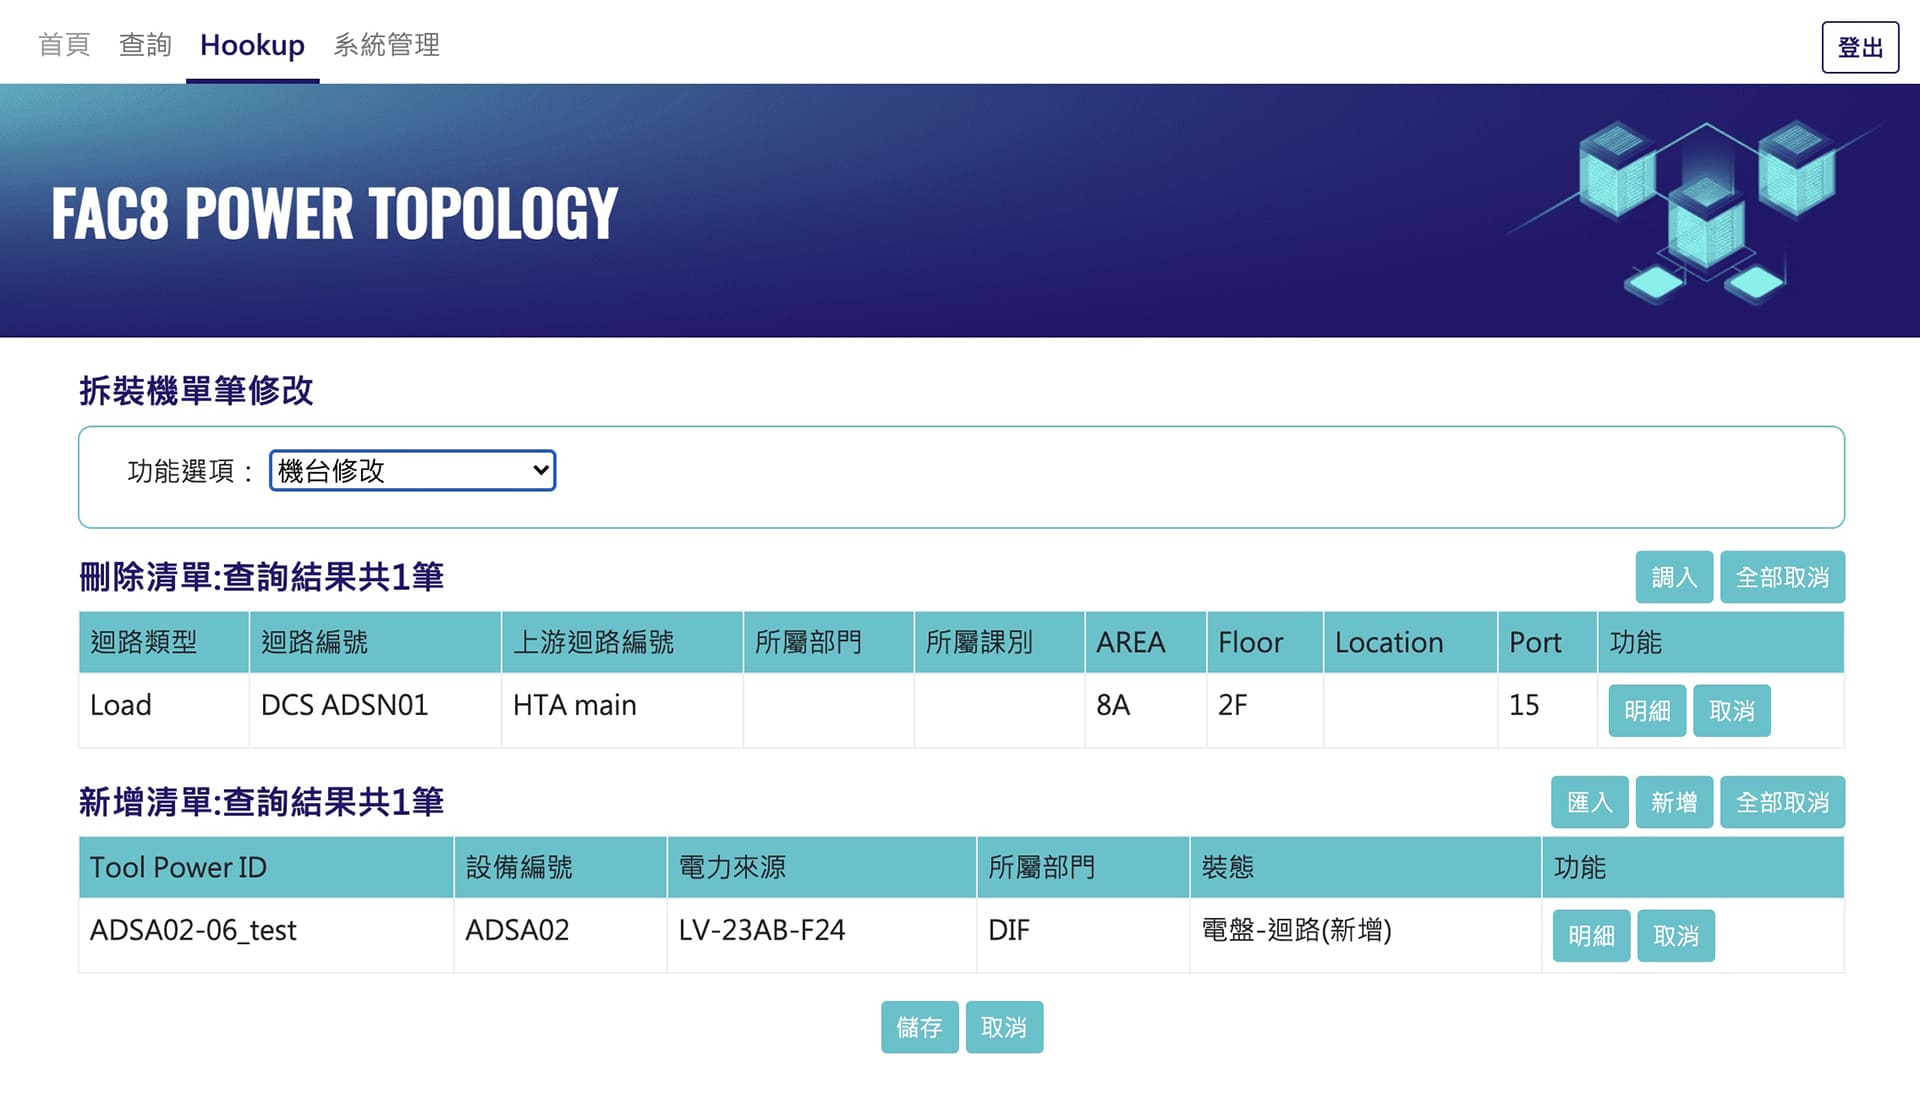 首頁 查詢 Hookup 系統管理 登出
FAC8 POWER TOPOLOGY
拆裝機單筆修改
功能選項： 機台修改
刪除清單:查詢結果共1筆 調入 全部取消
迴路類型 迴路編號 上游迴路編號 所屬部門 所屬課別 AREA Floor Location Port 功能
Load DCS ADSN01 HTA main 8A 2F 15 明細 取消
新增清單:查詢結果共1筆 匯入 新增 全部取消
Tool Power ID 設備編號 電力來源 所屬部門 裝態 功能
ADSA02-06_test ADSA02 LV-23AB-F24 DIF 電盤-迴路(新增) 明細 取消
儲存 取消